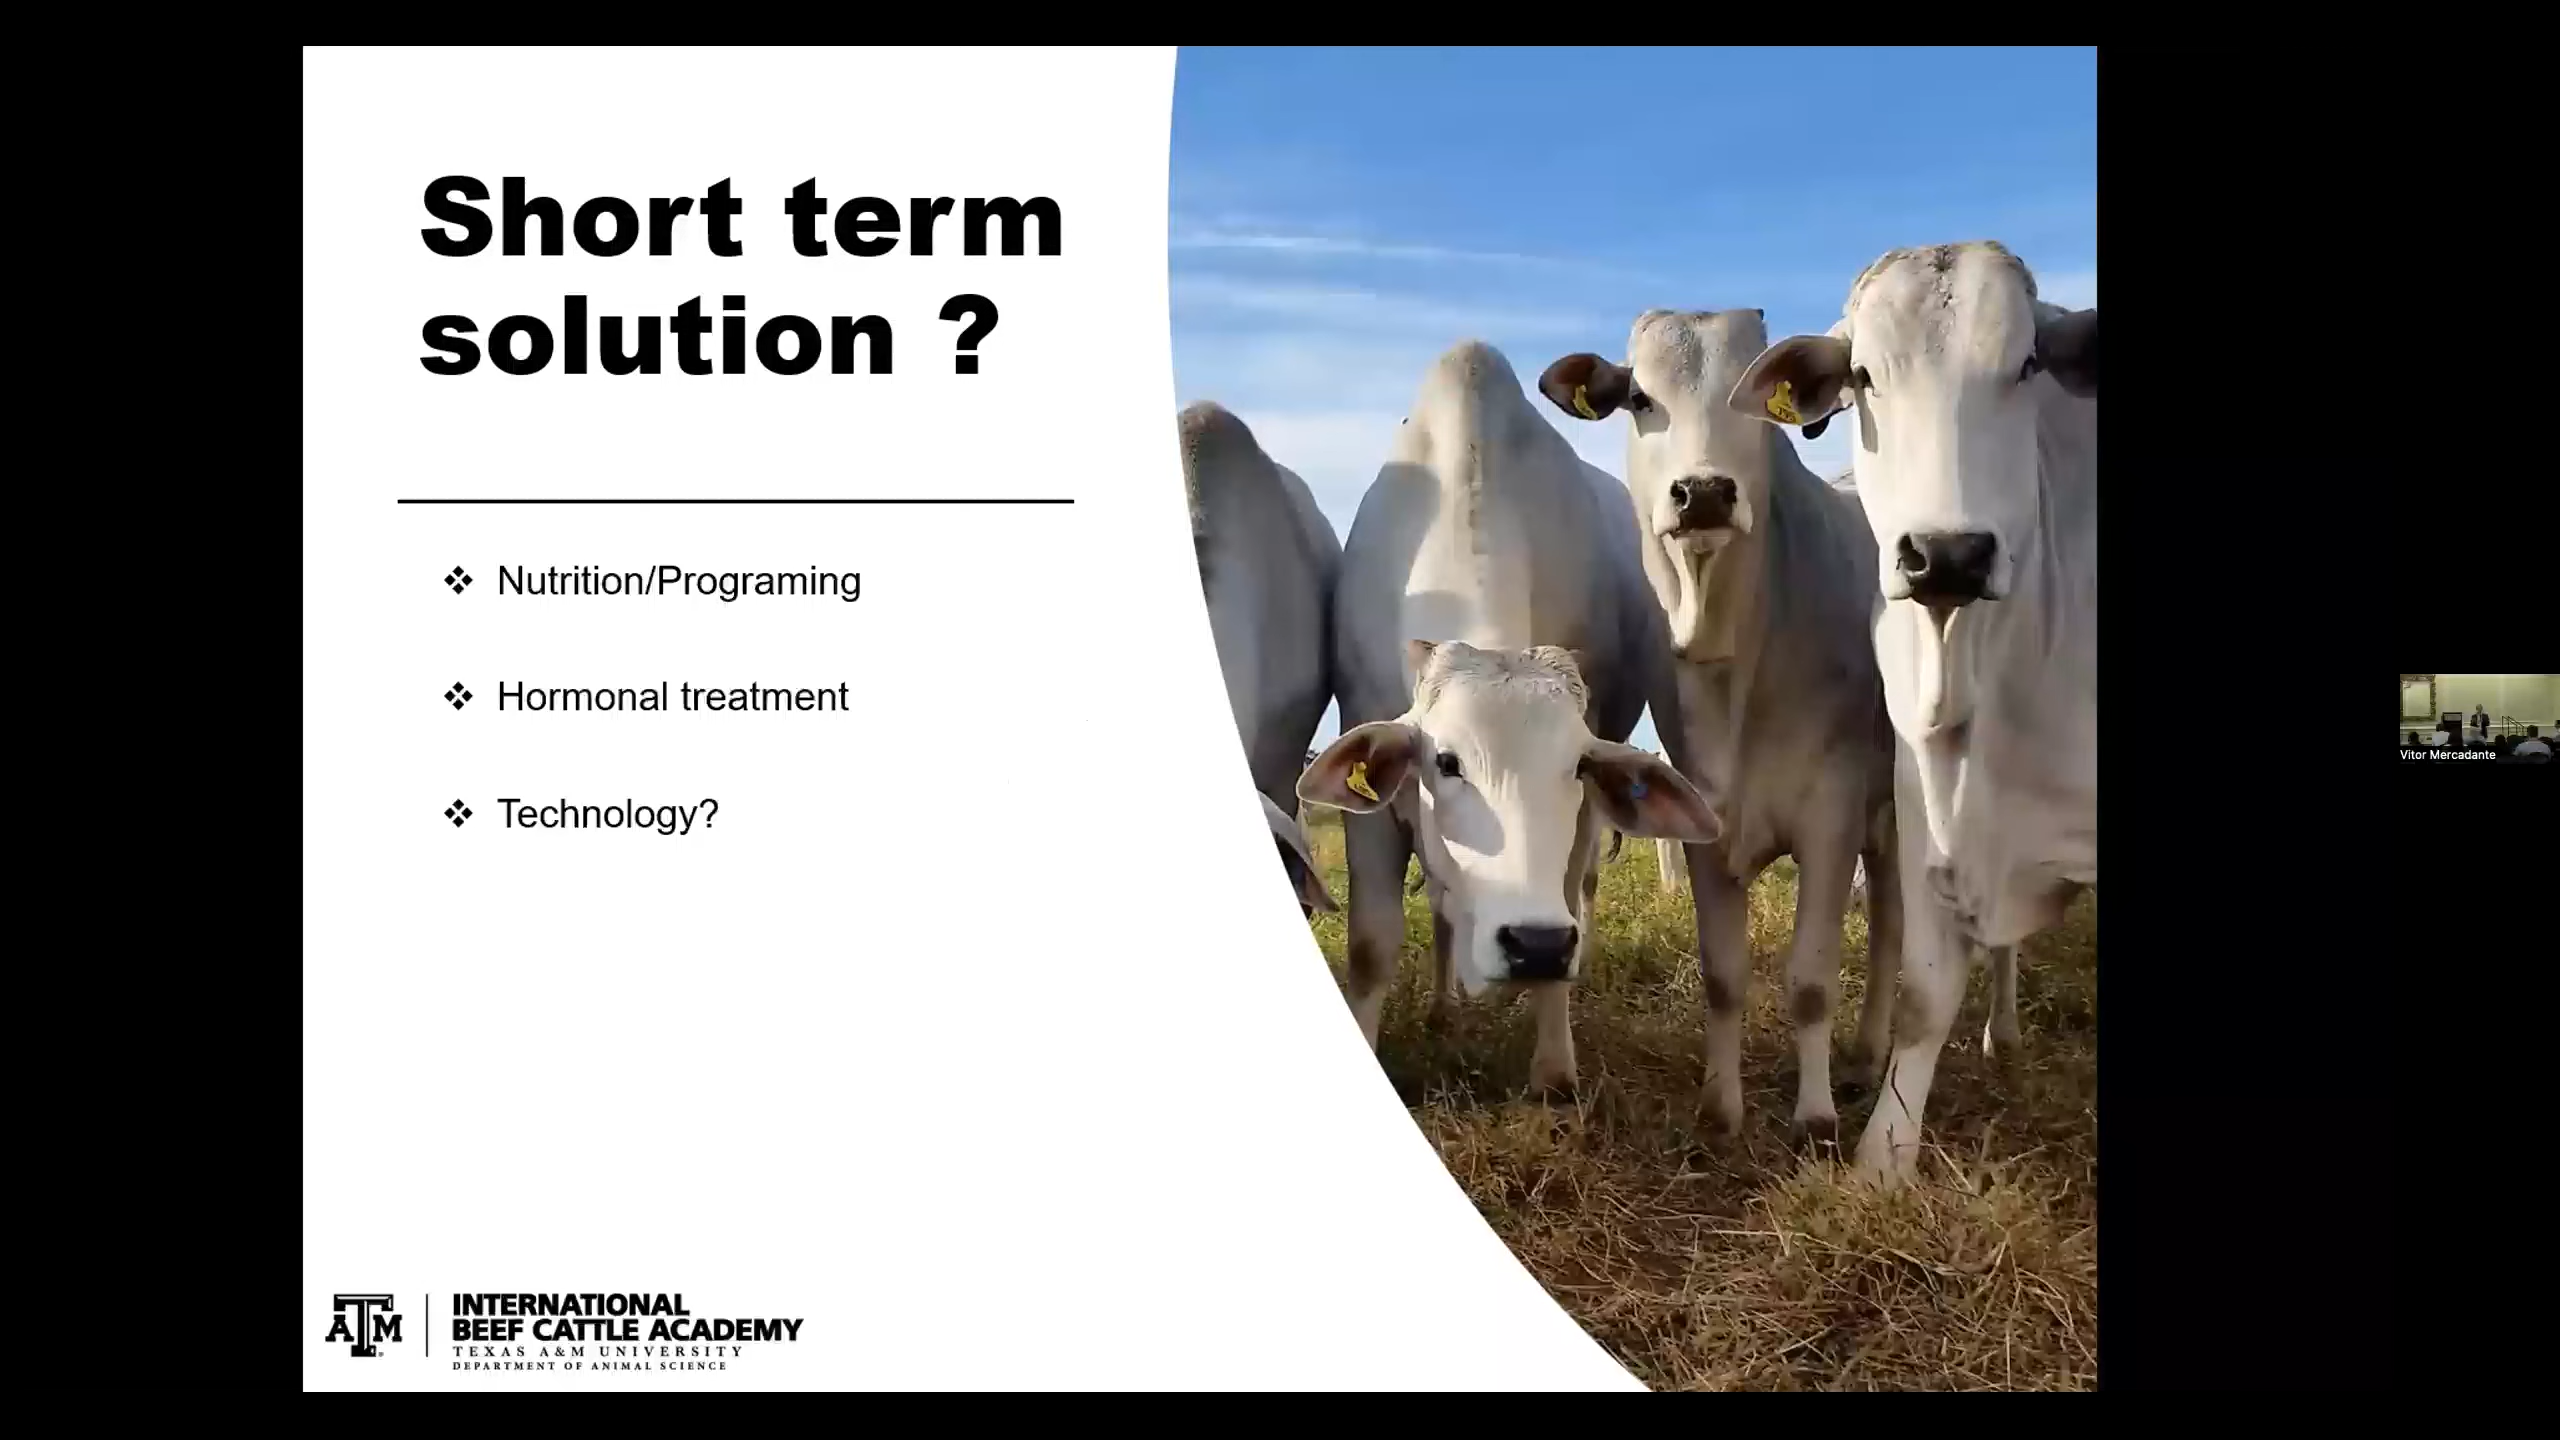 Short term
solution ?
❖ Nutrition/Programing
❖ Hormonal treatment
❖ Technology?
ATM
INTERNATIONAL
BEEF CATTLE ACADEMY
TEXAS A&M UNIVERSITY
DEPARTMENT OF ANIMAL SCIENCE
Vitor Mercadante